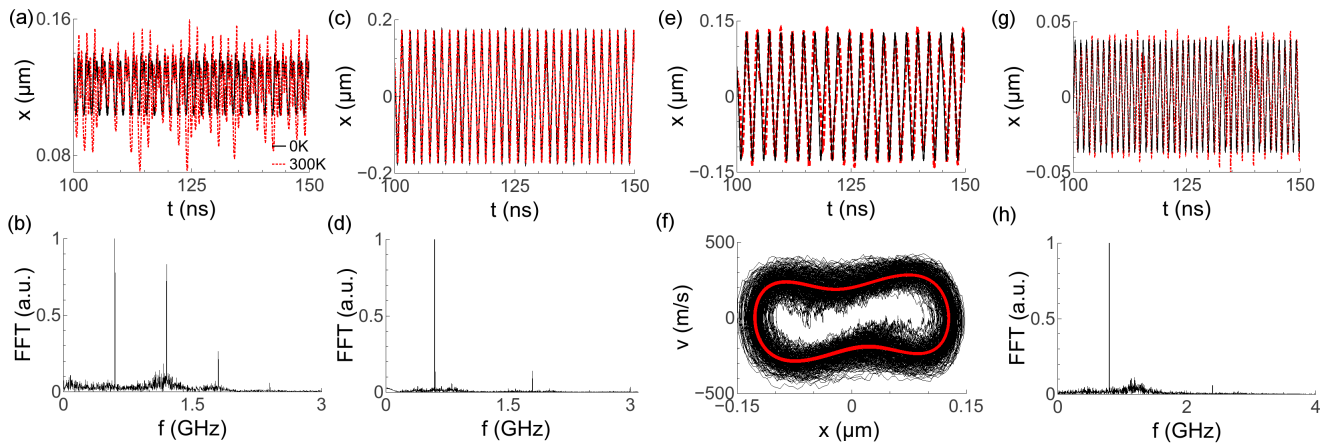 (a)
0.16
x (μm)
0.08
0K
300K
100
125
150
t (ns)
(c)
0.2
x (μm)
0
−0.2
100
125
150
t (ns)
(e)
0.15
x (μm)
0
−0.15
100
125
150
t (ns)
(g)
0.05
x (μm)
0
−0.05
100
125
150
t (ns)
(b)
1
FFT (a.u.)
0.5
0
0
1.5
3
f (GHz)
(d)
1
FFT (a.u.)
0.5
0
0
1.5
3
f (GHz)
(f)
500
v (m/s)
0
−500
−0.15
0
0.15
x (μm)
(h)
1
FFT (a.u.)
0.5
0
0
2
4
f (GHz)